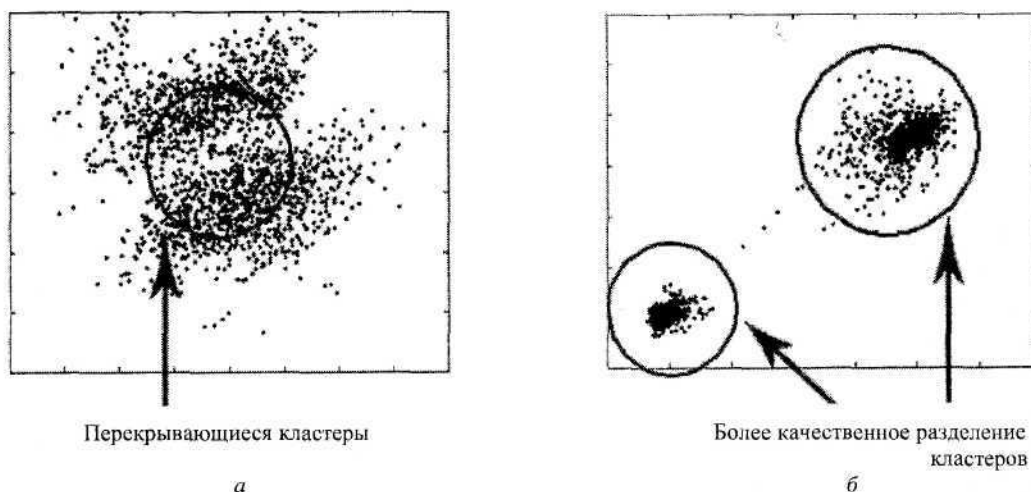 Перекрывающиеся кластеры
а
Более качественное разделение
кластеров
б